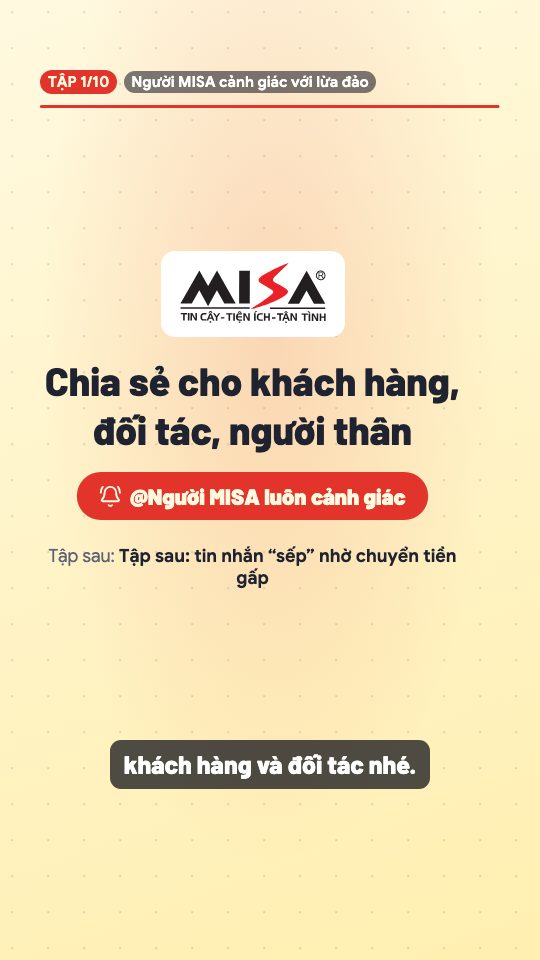 TẬP 1/10 Người MISA cảnh giác với lừa đảo
MISA®
TIN CẬY-TIỆN ÍCH-TẬN TÌNH
Chia sẻ cho khách hàng,
đối tác, người thân
@Người MISA luôn cảnh giác
Tập sau: Tập sau: tin nhắn “sếp” nhờ chuyển tiền
gấp
khách hàng và đối tác nhé.